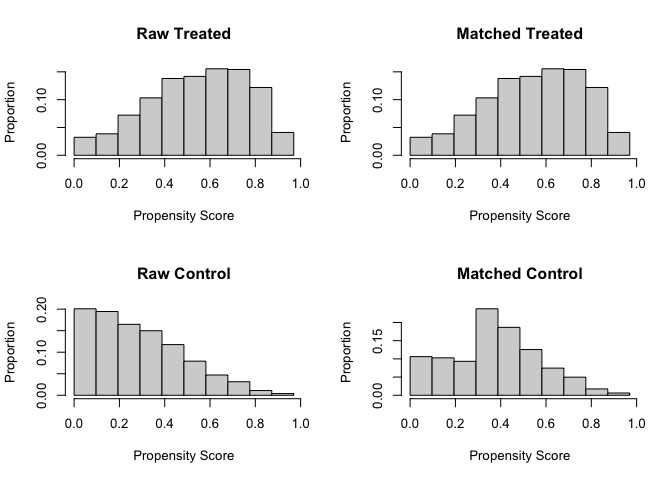 Raw Treated
Proportion
0.00
0.10
0.0 0.2 0.4 0.6 0.8 1.0
Propensity Score
Matched Treated
Proportion
0.00
0.10
0.0 0.2 0.4 0.6 0.8 1.0
Propensity Score
Raw Control
Proportion
0.00
0.10
0.20
0.0 0.2 0.4 0.6 0.8 1.0
Propensity Score
Matched Control
Proportion
0.00
0.15
0.0 0.2 0.4 0.6 0.8 1.0
Propensity Score